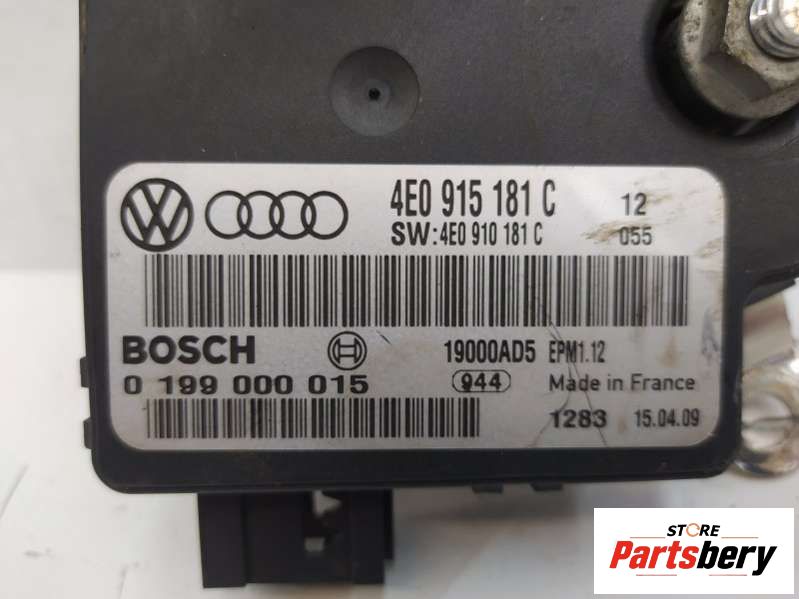 4E0 915 181 C 12
SW:4E0 910 181 C 055
BOSCH 19000AD5 EPM1.12
0 199 000 015 944 Made in France
1283 15.04.09
STORE
Partsbery